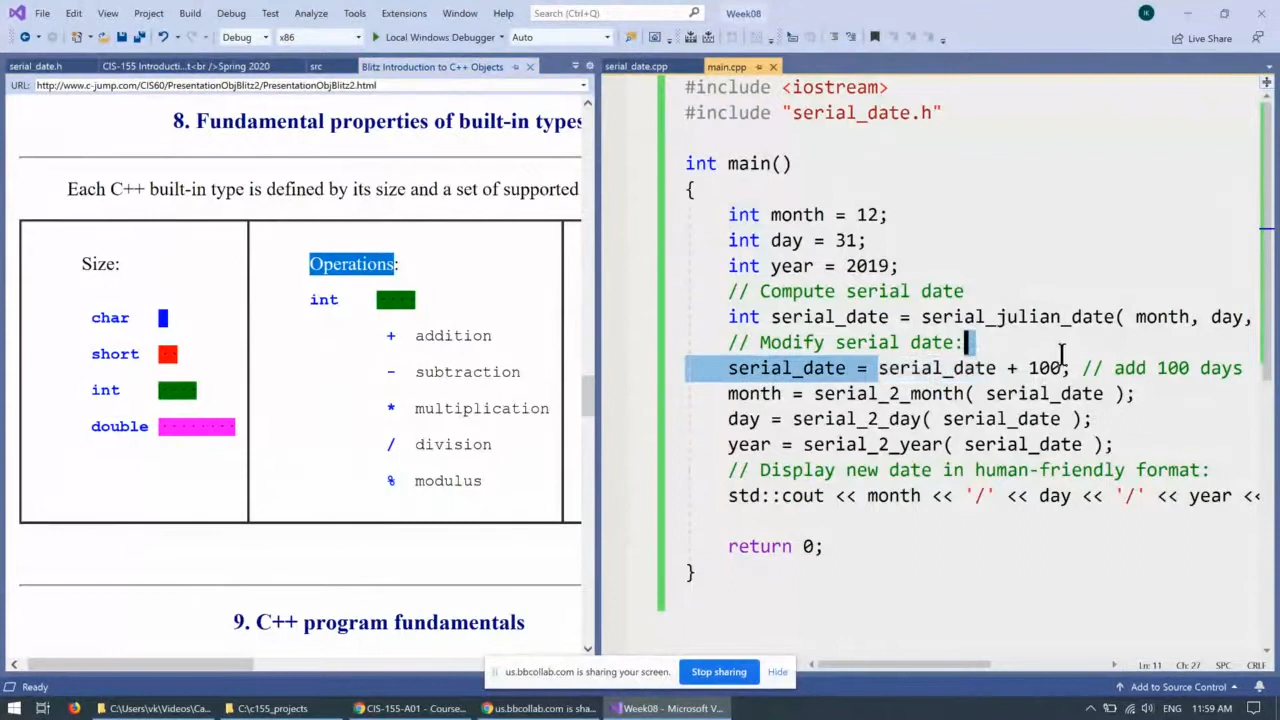 File Edit View Project Build Debug Test Analyze Tools Extensions Window Help Search (Ctrl+Q) Week08 IK
Debug x86 Local Windows Debugger Auto Live Share
serial_date.h CIS-155 Introducti...t<br />Spring 2020 src Blitz Introduction to C++ Objects serial_date.cpp main.cpp
URL: http://www.c-jump.com/CIS60/PresentationObjBlitz2/PresentationObjBlitz2.html
8. Fundamental properties of built-in types
Each C++ built-in type is defined by its size and a set of supported
Size:
char
short
int
double
Operations:
int
+ addition
- subtraction
* multiplication
/ division
% modulus
9. C++ program fundamentals
#include <iostream>
#include "serial_date.h"
int main()
{
int month = 12;
int day = 31;
int year = 2019;
// Compute serial date
int serial_date = serial_julian_date( month, day,
// Modify serial date:
serial_date = serial_date + 100; // add 100 days
month = serial_2_month( serial_date );
day = serial_2_day( serial_date );
year = serial_2_year( serial_date );
// Display new date in human-friendly format:
std::cout << month << '/' << day << '/' << year <<
return 0;
}
us.bbcollab.com is sharing your screen. Stop sharing Hide
Ln: 11 Ch: 27 SPC CRLF
Ready Add to Source Control
C:\Users\vk\Videos\Ca... C:\c155_projects CIS-155-A01 – Course... us.bbcollab.com is sha... Week08 - Microsoft V... ENG 11:59 AM